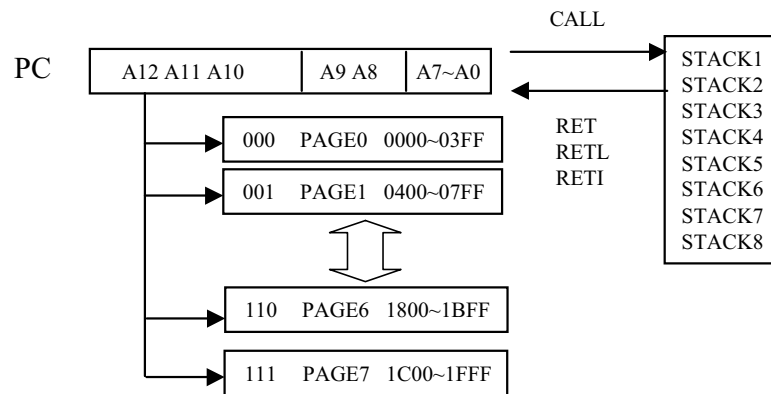 CALL
PC
A12 A11 A10 A9 A8 A7~A0
000 PAGE0 0000~03FF
001 PAGE1 0400~07FF
110 PAGE6 1800~1BFF
111 PAGE7 1C00~1FFF
RET
RETL
RETI
STACK1
STACK2
STACK3
STACK4
STACK5
STACK6
STACK7
STACK8